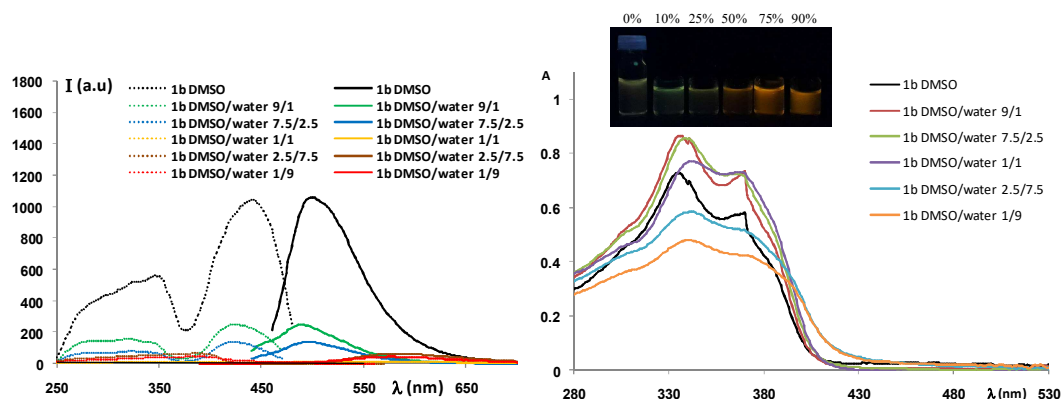 0% 10% 25% 50% 75% 90%
I (a.u)
1800
1600
1400
1200
1000
800
600
400
200
0
250 350 450 550 650
λ (nm)
1b DMSO 1b DMSO
1b DMSO/water 9/1 1b DMSO/water 9/1
1b DMSO/water 7.5/2.5 1b DMSO/water 7.5/2.5
1b DMSO/water 1/1 1b DMSO/water 1/1
1b DMSO/water 2.5/7.5 1b DMSO/water 2.5/7.5
1b DMSO/water 1/9 1b DMSO/water 1/9
A
1
0.8
0.6
0.4
0.2
0
280 330 380 430 480 530
λ (nm)
1b DMSO
1b DMSO/water 9/1
1b DMSO/water 7.5/2.5
1b DMSO/water 1/1
1b DMSO/water 2.5/7.5
1b DMSO/water 1/9